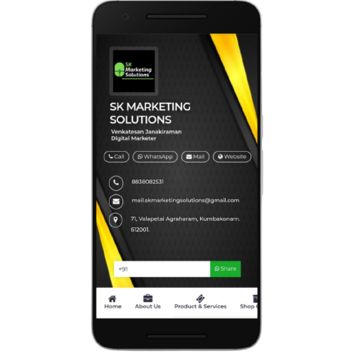 SK
Marketing
Solutions
SK MARKETING
SOLUTIONS
Venkatesan Janakiraman
Digital Marketer
Call WhatsApp Mail Website
8838082531
mail.skmarketingsolutions@gmail.com
71, Valapetai Agraharam, Kumbakonam.
612001.
+91 Share
Home About Us Product & Services Shop